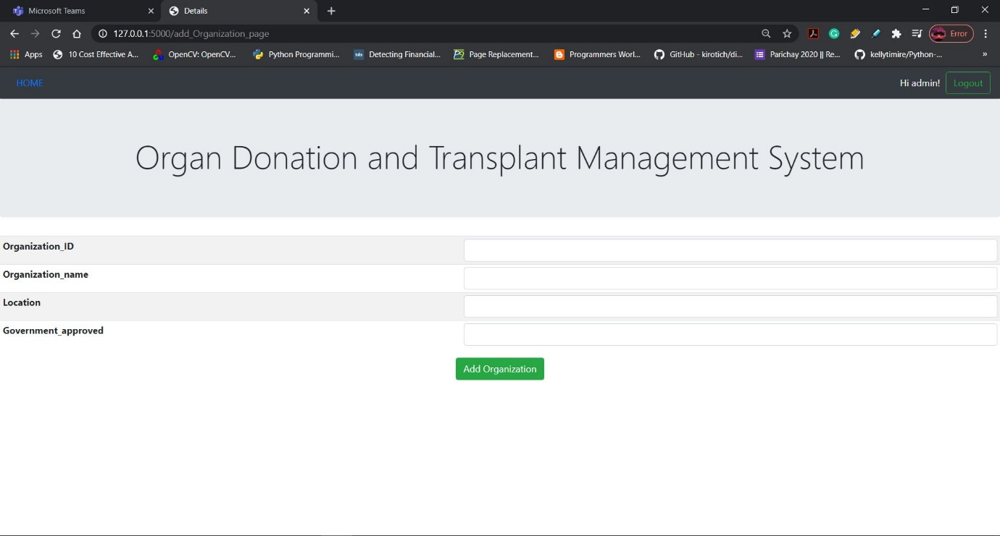 Microsoft Teams
Details
127.0.0.1:5000/add_Organization_page
Error
Apps
10 Cost Effective A...
OpenCV: OpenCV...
Python Programmi...
tds
Detecting Financial...
Page Replacement...
Programmers Worl...
GitHub - kirotich/di...
Parichay 2020 || Re...
kellytimire/Python-...
»
HOME
Hi admin!
Logout
Organ Donation and Transplant Management System
Organization_ID
Organization_name
Location
Government_approved
Add Organization